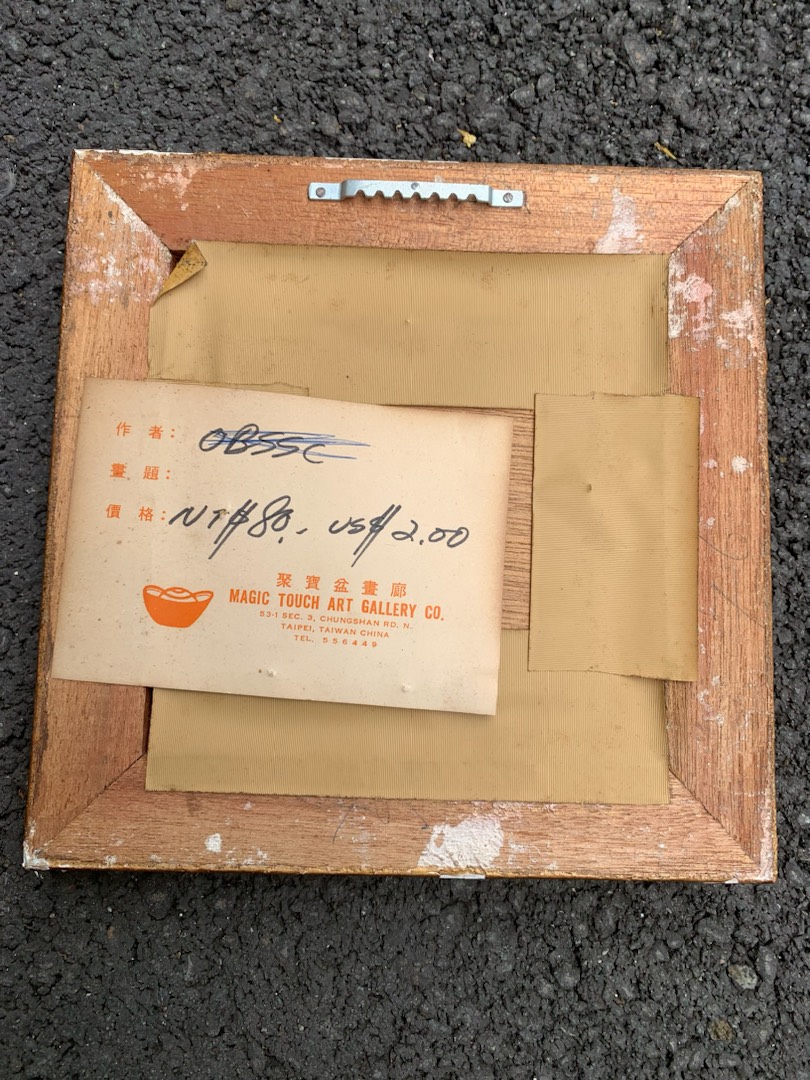 作者: OBSSC
畫題:
價格: NT$80.- US$2.00
聚寶盆畫廊
MAGIC TOUCH ART GALLERY CO.
53-1 SEC. 3, CHUNGSHAN RD. N.
TAIPEI, TAIWAN CHINA
TEL. 556449